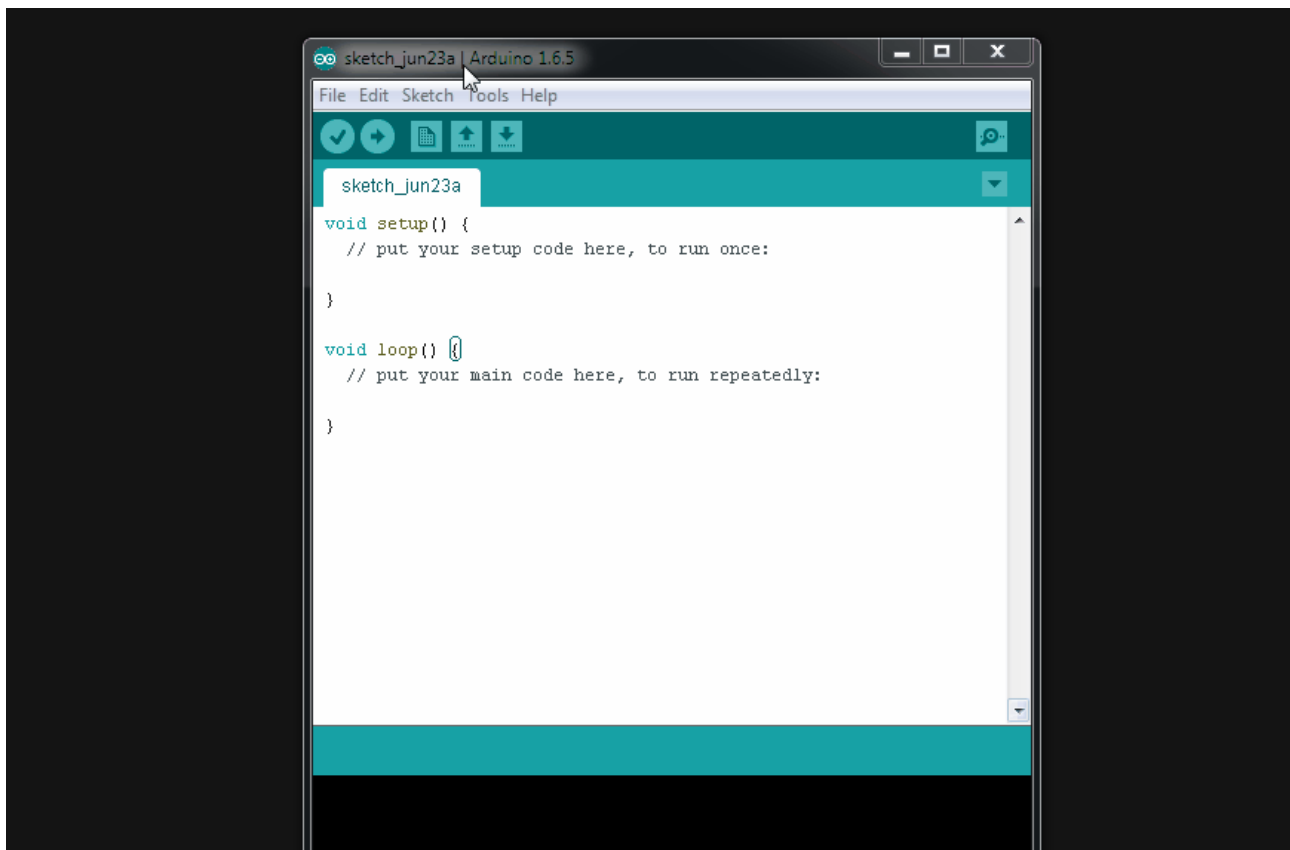 sketch_jun23a | Arduino 1.6.5
File Edit Sketch Tools Help
sketch_jun23a
void setup() {
  // put your setup code here, to run once:
}
void loop() {
  // put your main code here, to run repeatedly:
}